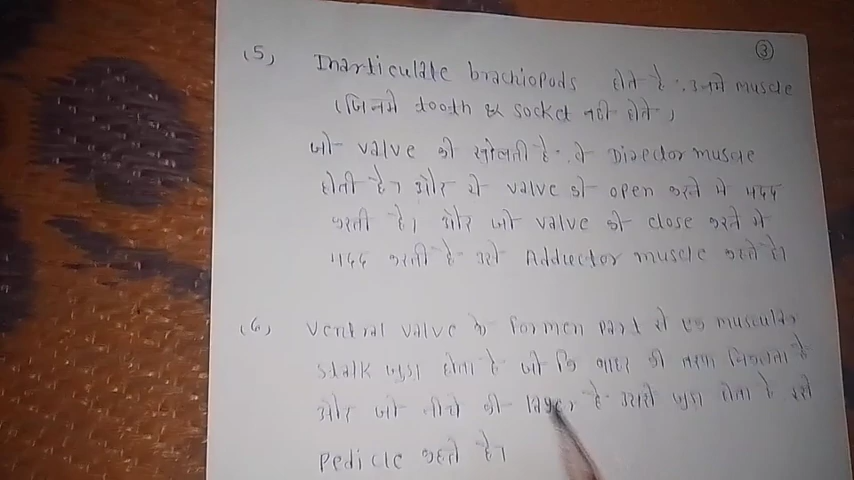 ③
(5) Inarticulate brachiopods होते है. उनमे muscle
(जिनमे tooth & socket नही होते)
जो valve को खोलती है. वे Director muscle
होती है। और ये valve को open करने मे मदद
करती है। और जो valve को close करने मे
मदद करती है उसे Adductor muscle कहते है।
(6) Ventral valve के formen part से एक muscular
stalk जुडा होता है जो कि बाहर की तरफ निकलता है
और जो नीचे की layer है उससे जुडा होता है इसे
pedicle कहते है।